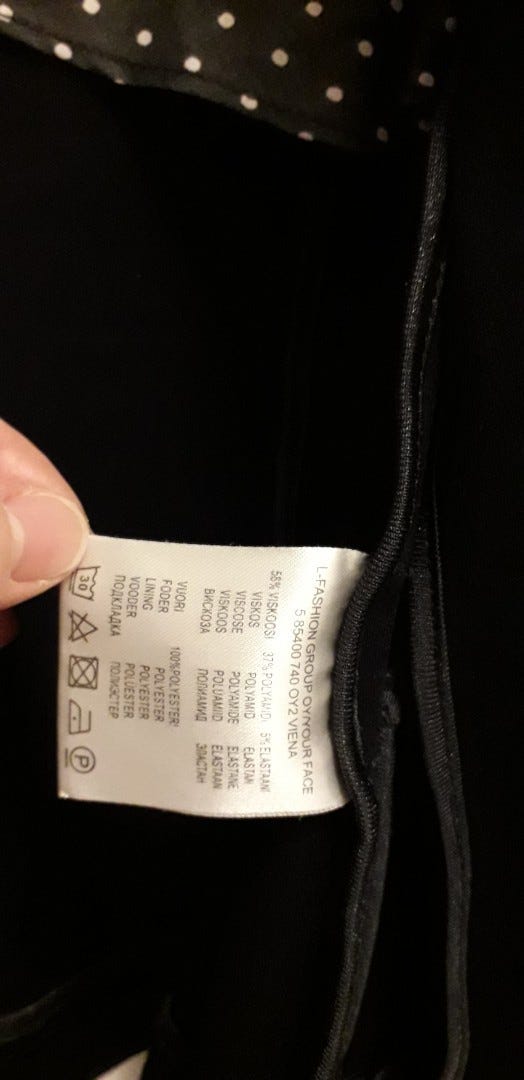 L-FASHION GROUP OY/YOUR FACE
5 85400 740 OY2 VIENA
58% VISKOOSI 37% POLYAMIDI 5% ELASTAANI
VISKOS POLYAMID ELASTAN
VISCOSE POLYAMIDE ELASTANE
VISKOOS POLUAMIID ELASTAAN
ВИСКОЗА ПОЛИАМИД ЭЛАСТАН
VUORI 100%POLYESTERI
FODER POLYESTER
LINING POLYESTER
VOODER POLUESTER
ПОДКЛАДКА ПОЛИЭСТЕР
30 P